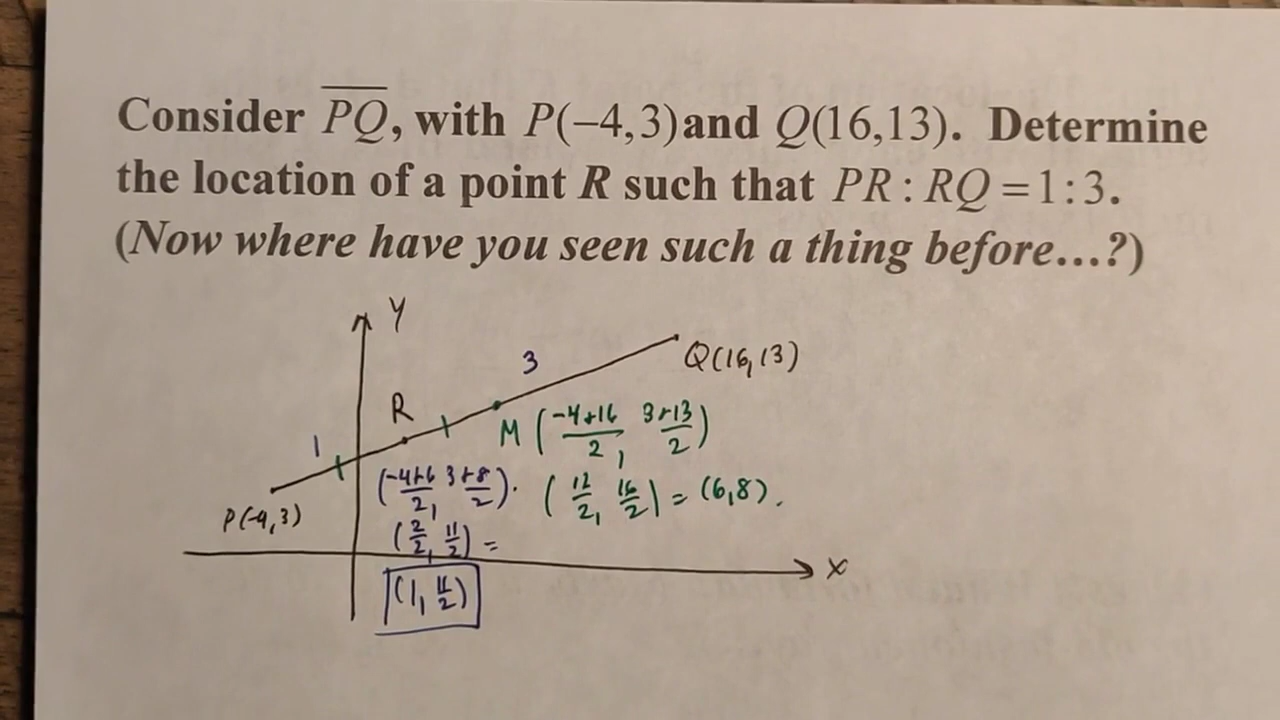 Consider PQ, with P(−4,3)and Q(16,13). Determine
the location of a point R such that PR : RQ = 1:3.
(Now where have you seen such a thing before...?)
Y
3
Q(16,13)
R
1
M (-4+16/2, 3+13/2)
P(-4,3)
(-4+6/2, 3+8/2).
(12/2, 16/2) = (6,8).
(2/2, 11/2) =
X
(1, 11/2)